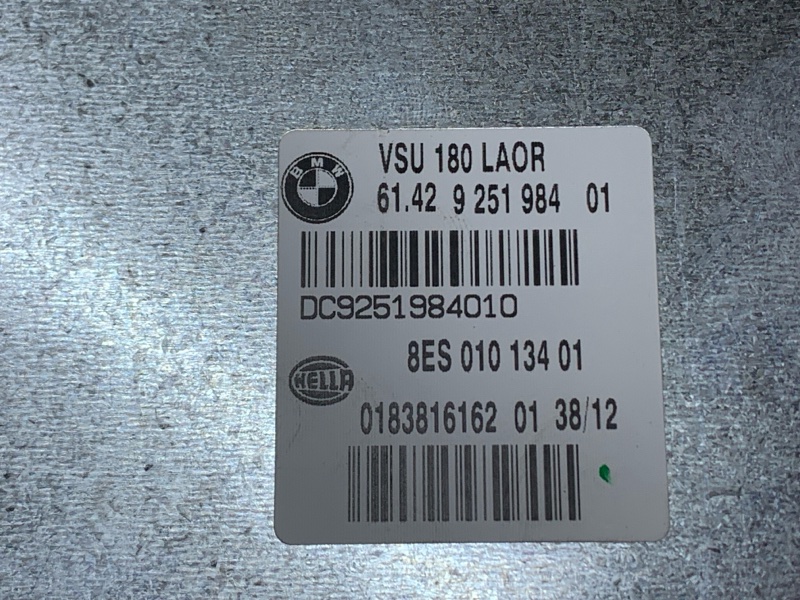 BMW
VSU 180 LAOR
61.42 9 251 984 01
DC9251984010
8ES 010 134 01
HELLA
0183816162 01 38/12